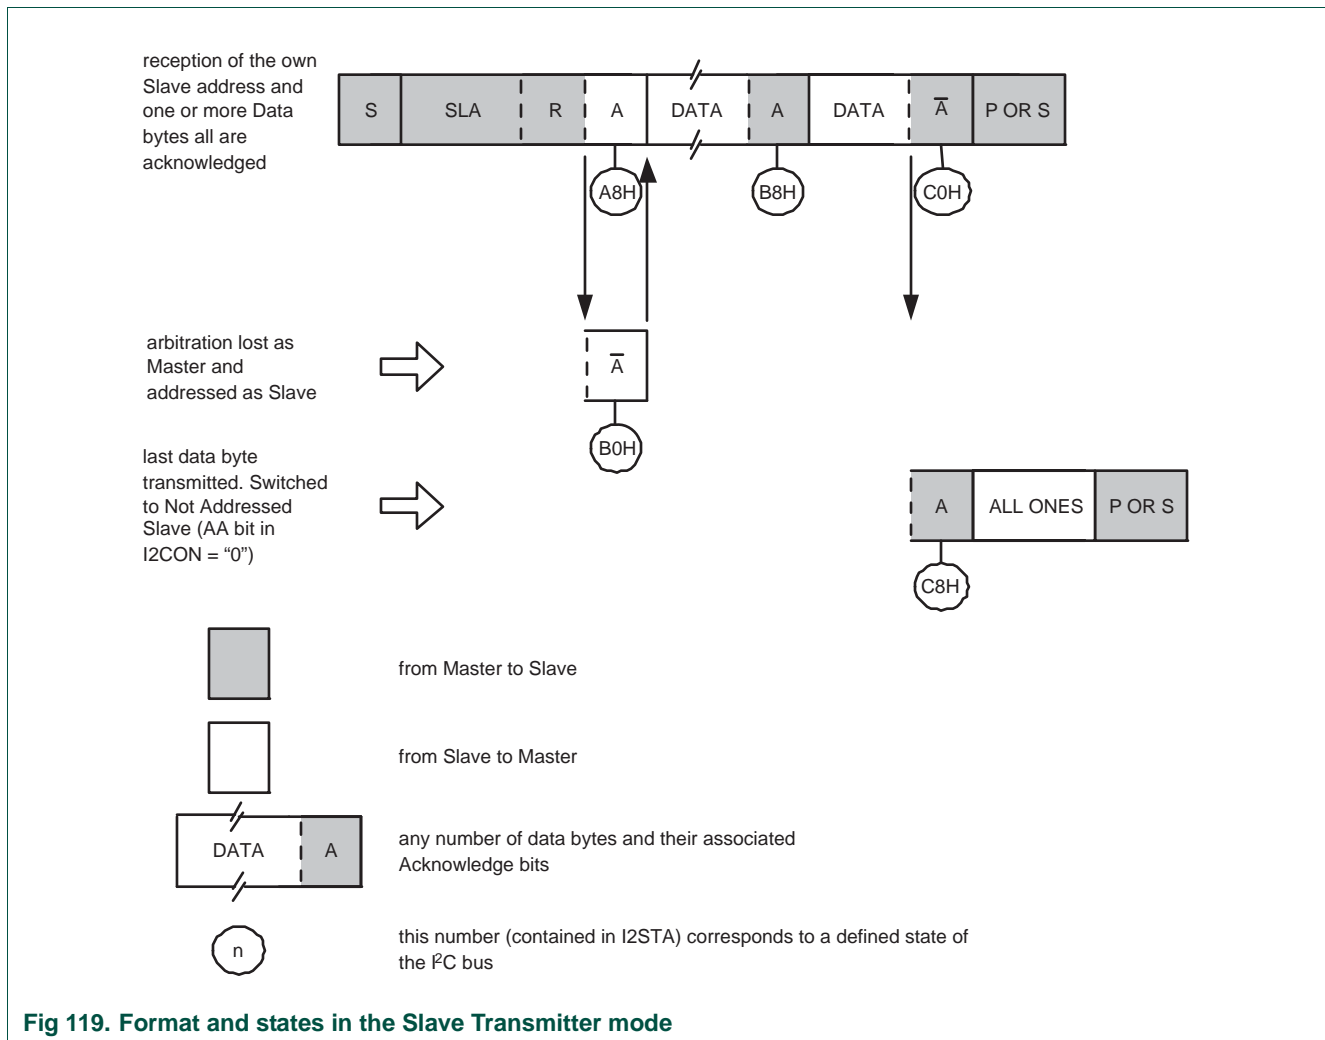 reception of the own
Slave address and
one or more Data
bytes all are
acknowledged
S SLA R A DATA A DATA A̅ P OR S
A8H B8H C0H
arbitration lost as
Master and
addressed as Slave
A̅
B0H
last data byte
transmitted. Switched
to Not Addressed
Slave (AA bit in
I2CON = “0”)
A ALL ONES P OR S
C8H
from Master to Slave
from Slave to Master
DATA A
any number of data bytes and their associated
Acknowledge bits
n
this number (contained in I2STA) corresponds to a defined state of
the I²C bus
Fig 119. Format and states in the Slave Transmitter mode